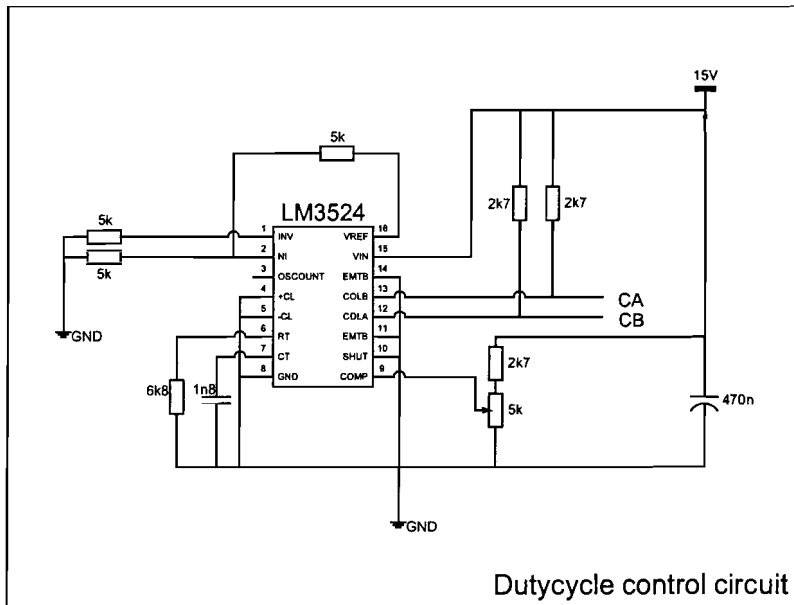 15V
5k
2k7
2k7
LM3524
5k
5k
1 INV VREF 16
2 NI VIN 15
3 OSCOUNT EMTB 14
4 +CL COLB 13
5 -CL COLA 12
6 RT EMTB 11
7 CT SHUT 10
8 GND COMP 9
CA
CB
GND
6k8
1n8
2k7
5k
470n
GND
Dutycycle control circuit